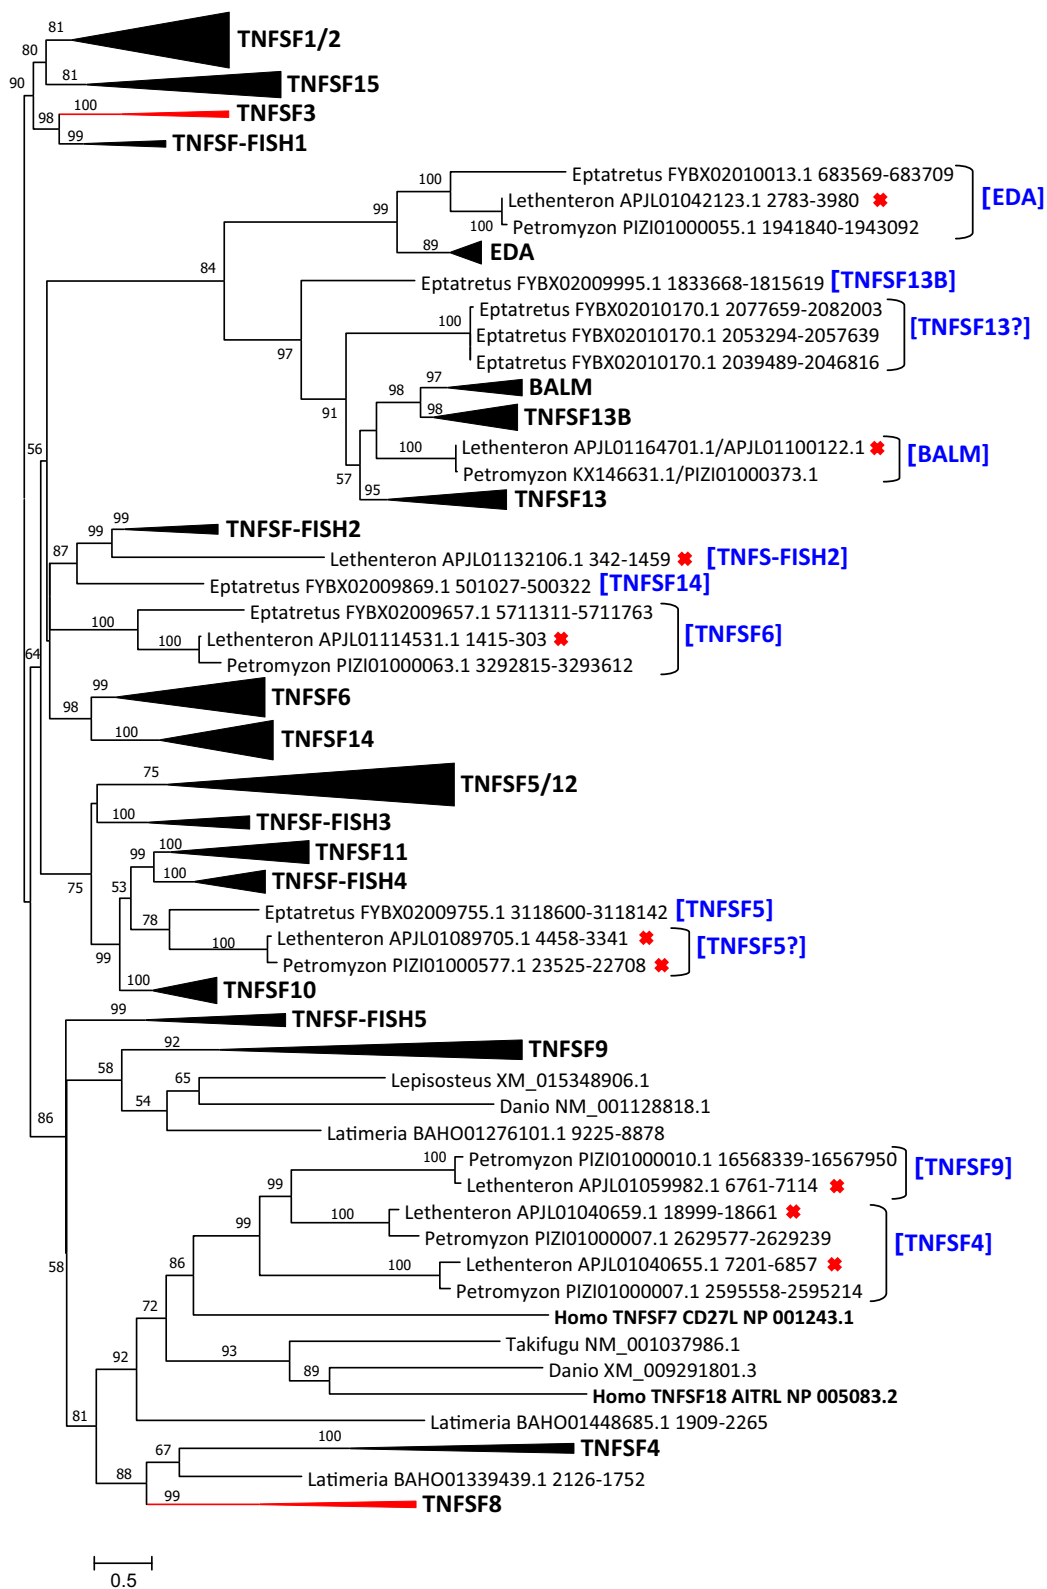 81
TNFSF1/2
80
90
81
TNFSF15
100
TNFSF3
98
99
TNFSF-FISH1
Eptatretus FYBX02010013.1 683569-683709
100
[EDA]
Lethenteron APJL01042123.1 2783-3980
99
100
Petromyzon PIZI01000055.1 1941840-1943092
89
EDA
84
Eptatretus FYBX02009995.1 1833668-1815619 [TNFSF13B]
Eptatretus FYBX02010170.1 2077659-2082003
100
[TNFSF13?]
Eptatretus FYBX02010170.1 2053294-2057639
97
Eptatretus FYBX02010170.1 2039489-2046816
97
BALM
98
91
98
TNFSF13B
Lethenteron APJL01164701.1/APJL01100122.1
56
100
[BALM]
Petromyzon KX146631.1/PIZI01000373.1
57
95
TNFSF13
99
TNFSF-FISH2
99
87
Lethenteron APJL01132106.1 342-1459 [TNFS-FISH2]
Eptatretus FYBX02009869.1 501027-500322 [TNFSF14]
Eptatretus FYBX02009657.1 5711311-5711763
100
[TNFSF6]
Lethenteron APJL01114531.1 1415-303
100
64
Petromyzon PIZI01000063.1 3292815-3293612
99
TNFSF6
98
100
TNFSF14
75
TNFSF5/12
100
TNFSF-FISH3
100
TNFSF11
99
100
TNFSF-FISH4
75
53
Eptatretus FYBX02009755.1 3118600-3118142 [TNFSF5]
78
Lethenteron APJL01089705.1 4458-3341
100
[TNFSF5?]
99
Petromyzon PIZI01000577.1 23525-22708
100
TNFSF10
99
TNFSF-FISH5
92
TNFSF9
58
65
Lepisosteus XM_015348906.1
54
Danio NM_001128818.1
86
Latimeria BAHO01276101.1 9225-8878
Petromyzon PIZI01000010.1 16568339-16567950
100
[TNFSF9]
99
Lethenteron APJL01059982.1 6761-7114
Lethenteron APJL01040659.1 18999-18661
100
99
Petromyzon PIZI01000007.1 2629577-2629239
[TNFSF4]
58
86
Lethenteron APJL01040655.1 7201-6857
100
Petromyzon PIZI01000007.1 2595558-2595214
72
Homo TNFSF7 CD27L NP 001243.1
Takifugu NM_001037986.1
92
93
Danio XM_009291801.3
89
Homo TNFSF18 AITRL NP 005083.2
81
Latimeria BAHO01448685.1 1909-2265
100
TNFSF4
67
88
Latimeria BAHO01339439.1 2126-1752
99
TNFSF8
0.5